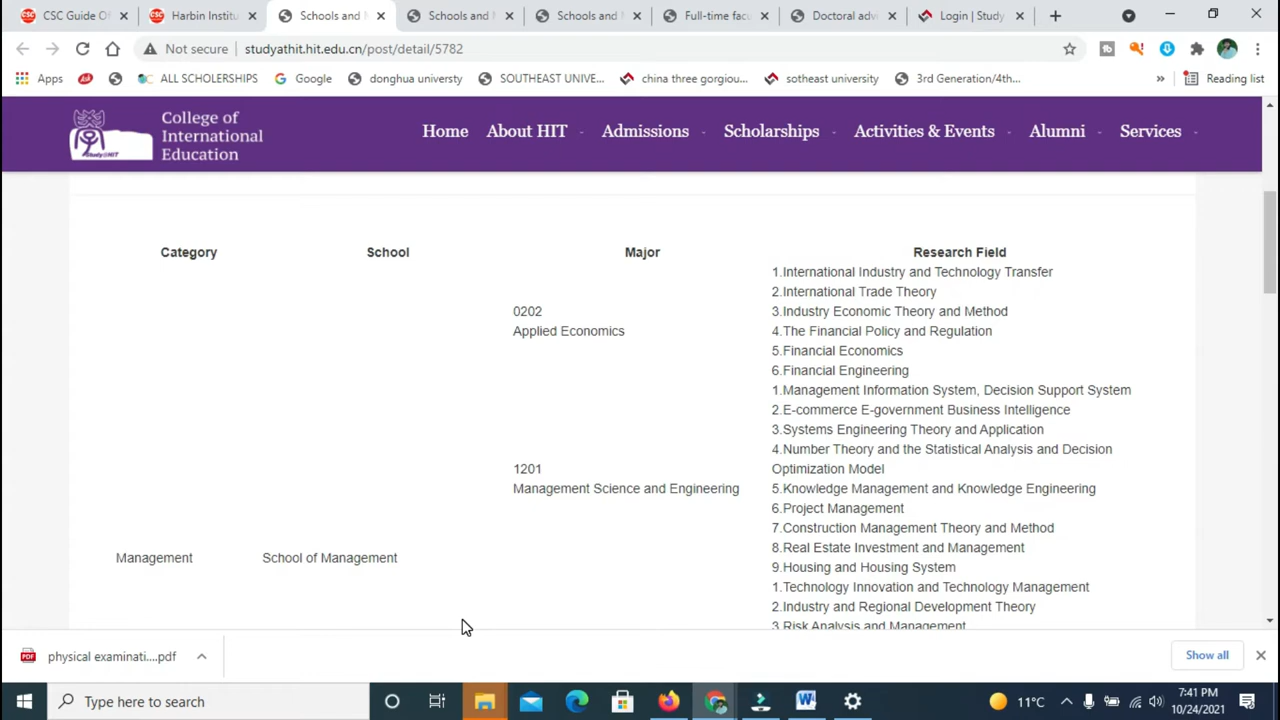 CSC Guide Of
Harbin Institu
Schools and M
Schools and M
Schools and M
Full-time facu
Doctoral advi
Login | Study
Not secure
studyathit.hit.edu.cn/post/detail/5782
Apps
ALL SCHOLERSHIPS
Google
donghua universty
SOUTHEAST UNIVE...
china three gorgiou...
sotheast university
3rd Generation/4th...
»
Reading list
College of
International
Education
Study@HIT
Home
About HIT
Admissions
Scholarships
Activities & Events
Alumni
Services
Category
School
Major
Research Field
1.International Industry and Technology Transfer
2.International Trade Theory
0202
3.Industry Economic Theory and Method
Applied Economics
4.The Financial Policy and Regulation
5.Financial Economics
6.Financial Engineering
1.Management Information System, Decision Support System
2.E-commerce E-government Business Intelligence
3.Systems Engineering Theory and Application
4.Number Theory and the Statistical Analysis and Decision
1201
Optimization Model
Management Science and Engineering
5.Knowledge Management and Knowledge Engineering
6.Project Management
7.Construction Management Theory and Method
8.Real Estate Investment and Management
Management
School of Management
9.Housing and Housing System
1.Technology Innovation and Technology Management
2.Industry and Regional Development Theory
3.Risk Analysis and Management
PDF
physical examinati....pdf
Show all
Type here to search
11°C
7:41 PM
10/24/2021